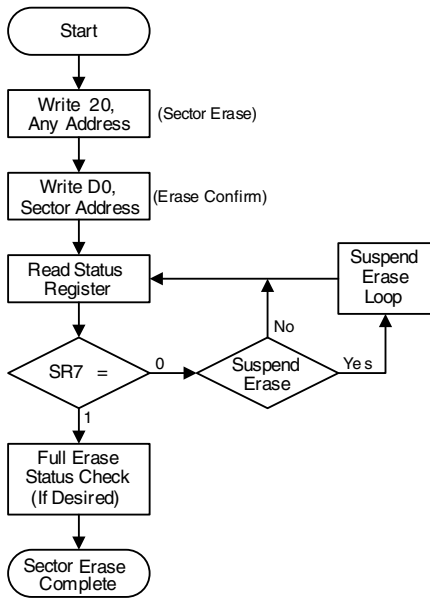 Start
Write 20,
Any Address
(Sector Erase)
Write D0,
Sector Address
(Erase Confirm)
Read Status
Register
Suspend
Erase
Loop
No
SR7 =
0
Suspend
Erase
Yes
1
Full Erase
Status Check
(If Desired)
Sector Erase
Complete